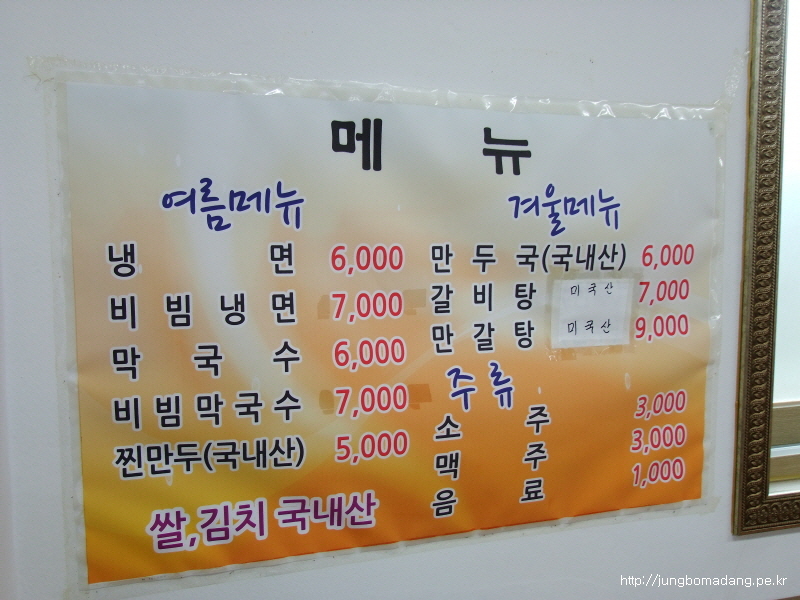 메 뉴
여름메뉴
냉 면 6,000
비 빔 냉 면 7,000
막 국 수 6,000
비 빔 막 국 수 7,000
찐만두(국내산) 5,000
쌀,김치 국내산
겨울메뉴
만 두 국(국내산) 6,000
갈 비 탕 미국산 7,000
만 갈 탕 미국산 9,000
주류
소 주 3,000
맥 주 3,000
음 료 1,000
http://jungbomadang.pe.kr